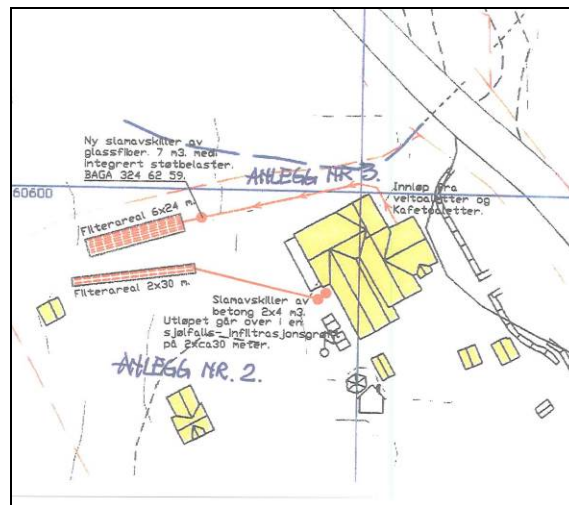 Ny slamavskiller av
glassfiber. 7 m3. med
integrert støtbelaster.
BAGA 324 62 59.
ANLEGG NR 3.
60600
Innløp fra
veitoaletter og
Kafetoaletter.
Filterareal 6x24 m.
Filterareal 2x30 m.
Slamavskiller av
betong 2x4 m3.
Utløpet går over i en
sjølfalls- infiltrasjonsgrøft
på 2xca30 meter.
ANLEGG NR. 2.